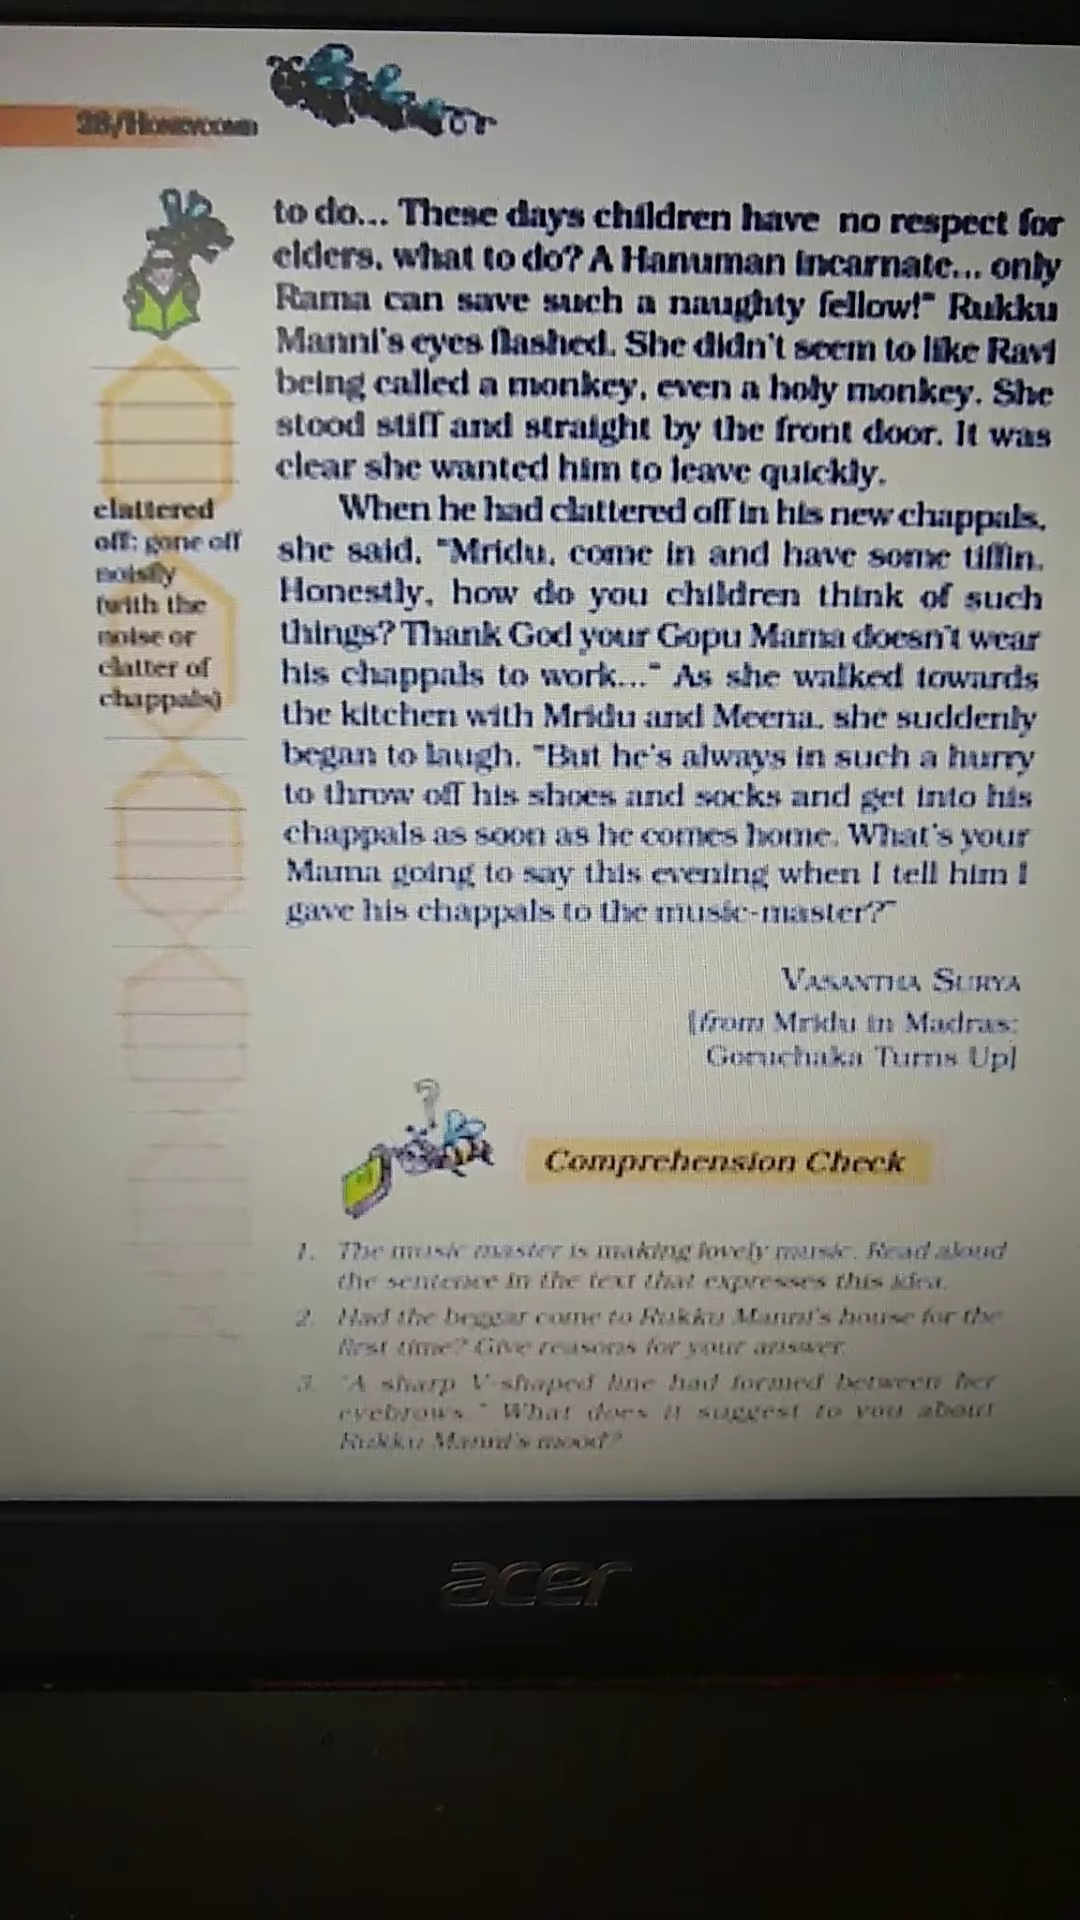 28/Honeycomb
to do... These days children have no respect for
elders, what to do? A Hanuman incarnate... only
Rama can save such a naughty fellow!" Rukku
Manni's eyes flashed. She didn't seem to like Ravi
being called a monkey, even a holy monkey. She
stood stiff and straight by the front door. It was
clear she wanted him to leave quickly.
clattered
off: gone off
noisily
(with the
noise or
clatter of
chappals)
When he had clattered off in his new chappals,
she said, "Mridu, come in and have some tiffin.
Honestly, how do you children think of such
things? Thank God your Gopu Mama doesn't wear
his chappals to work..." As she walked towards
the kitchen with Mridu and Meena, she suddenly
began to laugh. "But he's always in such a hurry
to throw off his shoes and socks and get into his
chappals as soon as he comes home. What's your
Mama going to say this evening when I tell him I
gave his chappals to the music-master?"
Vasantha Surya
[from Mridu in Madras:
Goruchaka Turns Up]
?
Comprehension Check
1. The music master is making lovely music. Read aloud
the sentence in the text that expresses this idea.
2. Had the beggar come to Rukku Manni's house for the
first time? Give reasons for your answer.
3. "A sharp V-shaped line had formed between her
eyebrows." What does it suggest to you about
Rukku Manni's mood?
acer